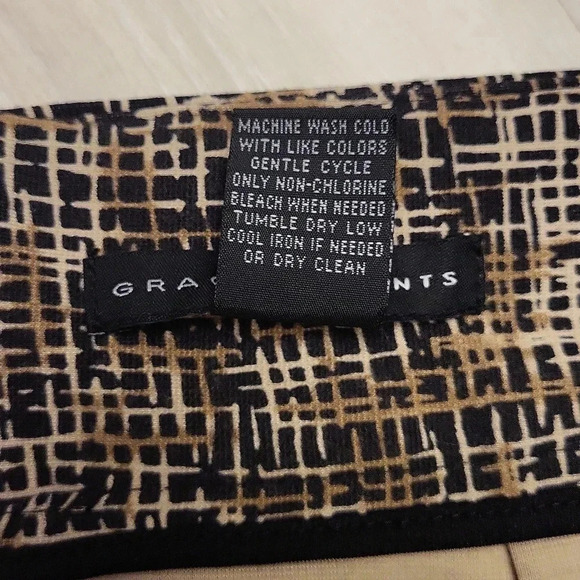 MACHINE WASH COLD
WITH LIKE COLORS
GENTLE CYCLE
ONLY NON-CHLORINE
BLEACH WHEN NEEDED
TUMBLE DRY LOW
COOL IRON IF NEEDED
OR DRY CLEAN